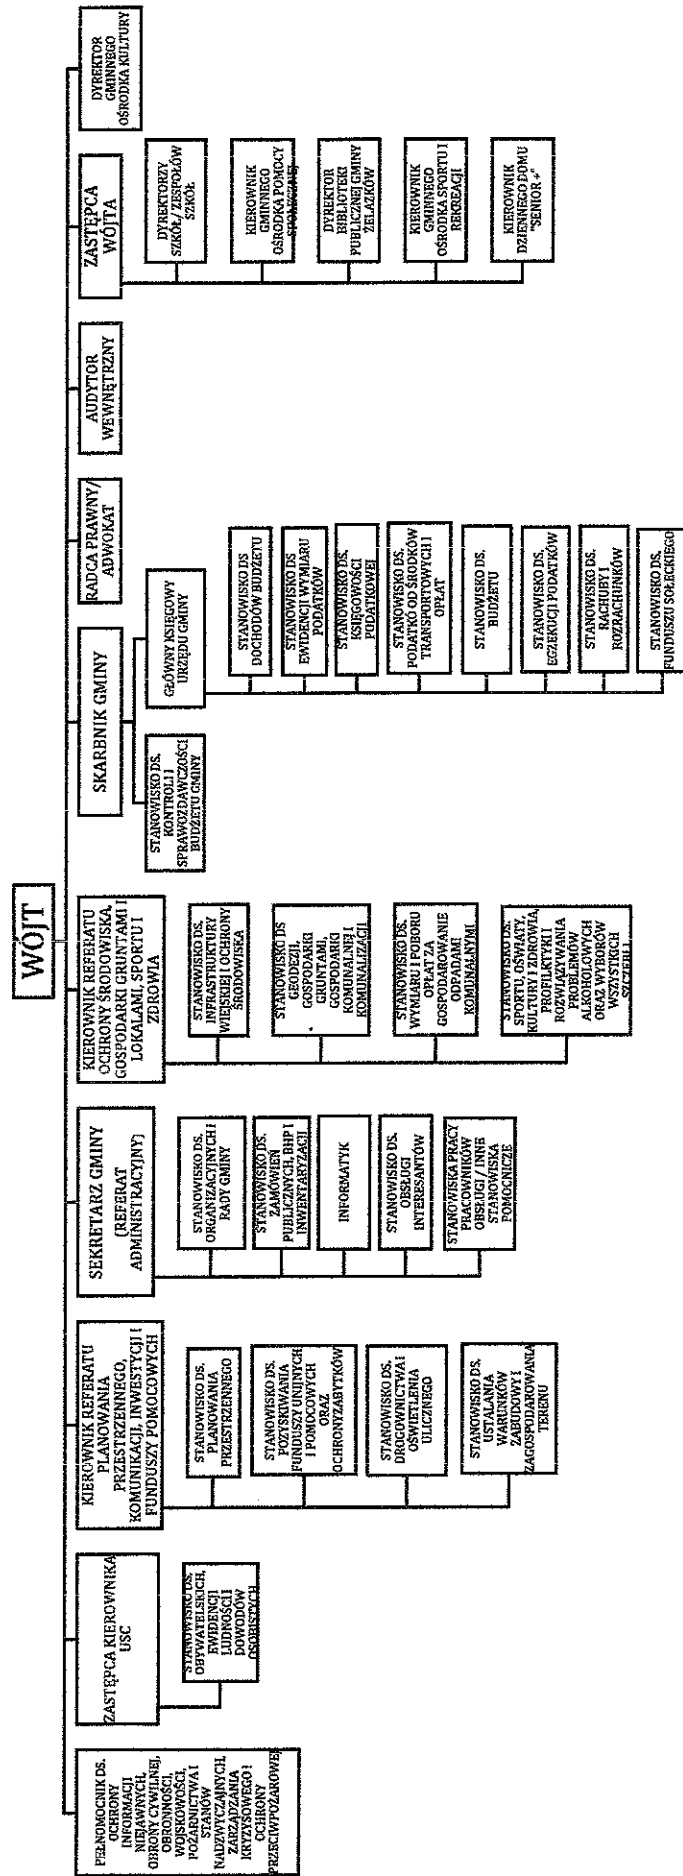 WÓJT
PEŁNOMOCNIK DS.
OCHRONY
INFORMACJI
NIEJAWNYCH,
OBRONY CYWILNEJ,
OBRONNOŚCI,
WOJSKOWOŚCI,
POŻARNICTWA I
STANÓW
NADZWYCZAJNYCH,
ZARZĄDZANIA
KRYZYSOWEGO I
OCHRONY
PRZECIWPOŻAROWEJ
ZASTĘPCA KIEROWNIKA
USC
STANOWISKO DS.
OBYWATELSKICH,
EWIDENCJI
LUDNOŚCI I
DOWODÓW
OSOBISTYCH
KIEROWNIK REFERATU
PLANOWANIA
PRZESTRZENNEGO,
KOMUNIKACJI, INWESTYCJI I
FUNDUSZY POMOCOWYCH
STANOWISKO DS.
PLANOWANIA
PRZESTRZENNEGO
STANOWISKO DS.
POZYSKIWANIA
FUNDUSZY UNIJNYCH
I POMOCOWYCH
ORAZ
OCHRONYZABYTKÓW
STANOWISKO DS.
DROGOWNICTWA I
OŚWIETLENIA
ULICZNEGO
STANOWISKO DS.
USTALANIA
WARUNKÓW
ZABUDOWY I
ZAGOSPODAROWANIA
TERENU
SEKRETARZ GMINY
(REFERAT
ADMINISTRACYJNY)
STANOWISKO DS.
ORGANIZACYJNYCH I
RADY GMINY
STANOWISKO DS.
ZAMÓWIEŃ
PUBLICZNYCH, BHP I
INWENTARYZACJI
INFORMATYK
STANOWISKO DS.
OBSŁUGI
INTERESANTÓW
STANOWISKA PRACY
PRACOWNIKÓW
OBSŁUGI / INNE
STANOWISKA
POMOCNICZE
KIEROWNIK REFERATU
OCHRONY ŚRODOWISKA,
GOSPODARKI GRUNTAMI I
LOKALAMI, SPORTU I
ZDROWIA
STANOWISKO DS.
INFRASTRUKTURY
WIEJSKIEJ I OCHRONY
ŚRODOWISKA
STANOWISKO DS
GEODEZJI,
GOSPODARKI
GRUNTAMI,
GOSPODARKI
KOMUNALNEJ I
KOMUNALIZACJI.
STANOWISKO DS.
WYMIARU I POBORU
OPŁAT ZA
GOSPODAROWANIE
ODPADAMI
KOMUNALNYMI
STANOWISKO DS.
SPORTU, OŚWIATY,
KULTURY I ZDROWIA,
PROFILAKTYKI I
ROZWIĄZYWANIA
PROBLEMÓW
ALKOHOLOWYCH
ORAZ WYBORÓW
WSZYSTKICH
SZCZEBLI.
SKARBNIK GMINY
STANOWISKO DS.
KONTROLI I
SPRAWOZDAWCZOŚCI
BUDŻETU GMINY
GŁÓWNY KSIĘGOWY
URZĘDU GMINY
STANOWISKO DS
DOCHODÓW BUDŻETU
STANOWISKO DS
EWIDENCJI WYMIARU
PODATKÓW
STANOWISKO DS.
KSIĘGOWOŚCI
PODATKOWEJ
STANOWISKO DS.
PODATKÓ OD ŚRODKÓW
TRANSPORTOWYCH I
OPŁAT
STANOWISKO DS.
BUDŻETU
STANOWISKO DS.
EGZEKUCJI PODATKÓW
STANOWISKO DS.
RACHUBY I
ROZRACHUNKÓW
STANOWISKO DS.
FUNDUSZU SOŁECKIEGO
RADCA PRAWNY/
ADWOKAT
AUDYTOR
WEWNĘTRZNY
ZASTĘPCA
WÓJTA
DYREKTORZY
SZKÓŁ/ ZESPOŁÓW
SZKÓŁ
KIEROWNIK
GMINNEGO
OŚRODKA POMOCY
SPOŁECZNEJ
DYREKTOR
BIBLIOTEKI
PUBLICZNEJ GMINY
ŻELAZKÓW
KIEROWNIK
GMINNEGO
OŚRODKA SPORTU I
REKREACJI
KIEROWNIK
DZIENNEGO DOMU
"SENIOR +"
DYREKTOR
GMINNEGO
OŚRODKA KULTURY